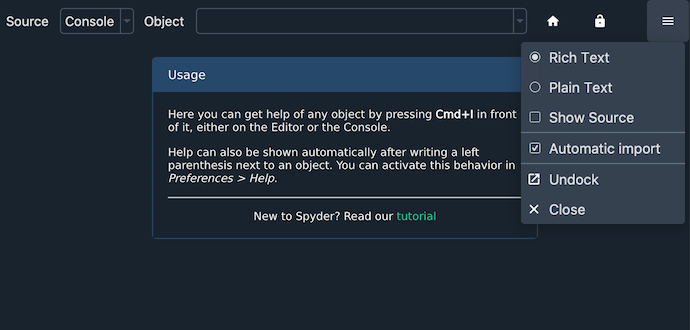 Source Console Object
Usage
Here you can get help of any object by pressing Cmd+I in front
of it, either on the Editor or the Console.
Help can also be shown automatically after writing a left
parenthesis next to an object. You can activate this behavior in
Preferences > Help.
New to Spyder? Read our tutorial
Rich Text
Plain Text
Show Source
Automatic import
Undock
Close